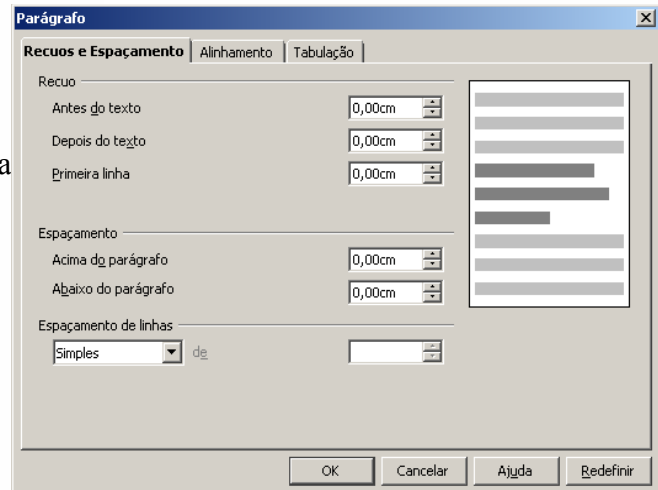 Parágrafo
Recuos e Espaçamento Alinhamento Tabulação
Recuo
Antes do texto 0,00cm
Depois do texto 0,00cm
a
Primeira linha 0,00cm
Espaçamento
Acima do parágrafo 0,00cm
Abaixo do parágrafo 0,00cm
Espaçamento de linhas
Simples de
OK Cancelar Ajuda Redefinir